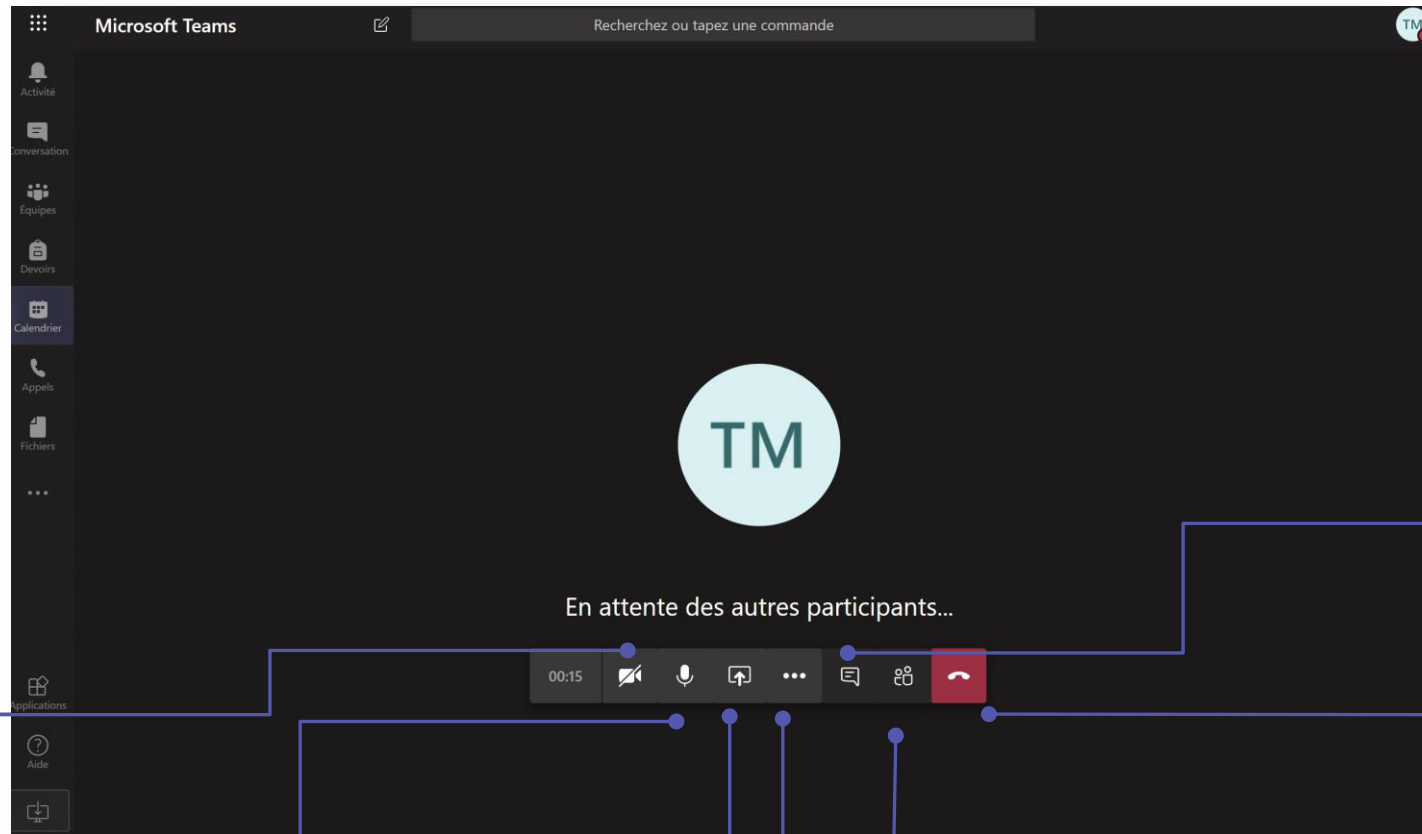 Microsoft Teams
Recherchez ou tapez une commande
TM
Activité
Conversation
Équipes
Devoirs
Calendrier
Appels
Fichiers
TM
En attente des autres participants...
00:15
Applications
Aide